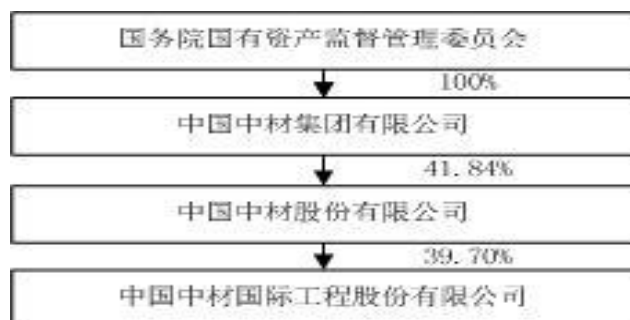 国务院国有资产监督管理委员会
100%
中国中材集团有限公司
41.84%
中国中材股份有限公司
39.70%
中国中材国际工程股份有限公司